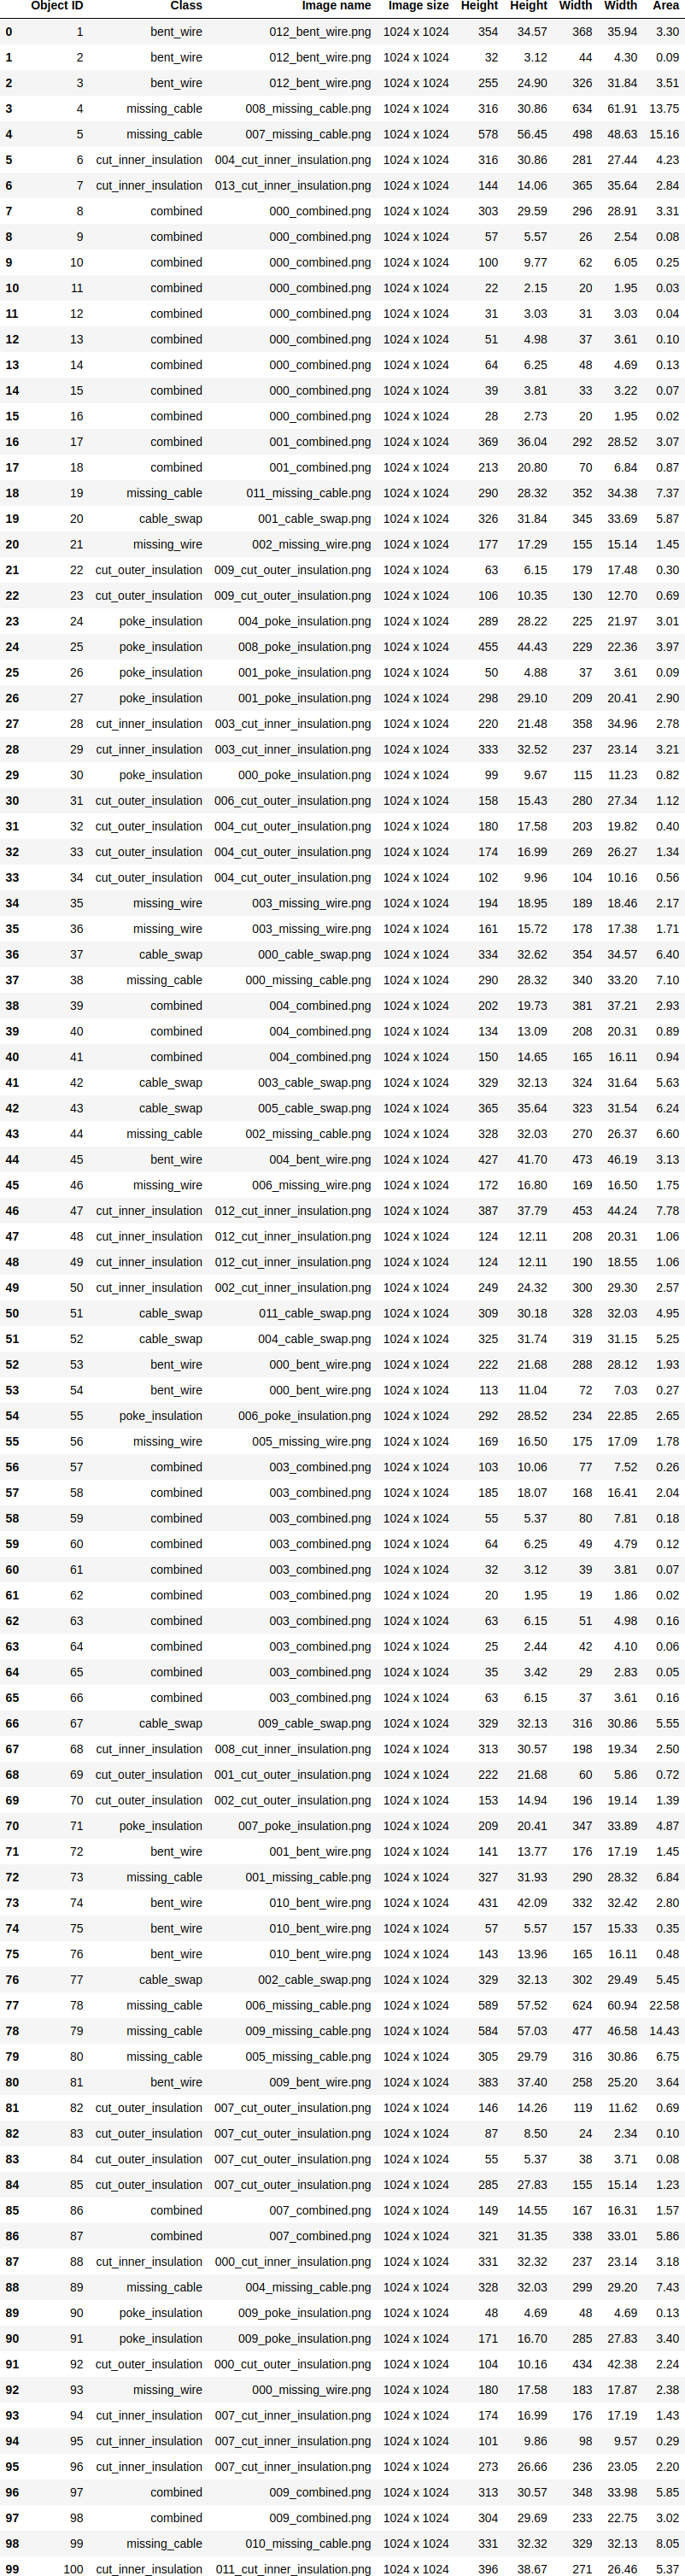 Object ID Class Image name Image size Height Height Width Width Area
0 1 bent_wire 012_bent_wire.png 1024 x 1024 354 34.57 368 35.94 3.30
1 2 bent_wire 012_bent_wire.png 1024 x 1024 32 3.12 44 4.30 0.09
2 3 bent_wire 012_bent_wire.png 1024 x 1024 255 24.90 326 31.84 3.51
3 4 missing_cable 008_missing_cable.png 1024 x 1024 316 30.86 634 61.91 13.75
4 5 missing_cable 007_missing_cable.png 1024 x 1024 578 56.45 498 48.63 15.16
5 6 cut_inner_insulation 004_cut_inner_insulation.png 1024 x 1024 316 30.86 281 27.44 4.23
6 7 cut_inner_insulation 013_cut_inner_insulation.png 1024 x 1024 144 14.06 365 35.64 2.84
7 8 combined 000_combined.png 1024 x 1024 303 29.59 296 28.91 3.31
8 9 combined 000_combined.png 1024 x 1024 57 5.57 26 2.54 0.08
9 10 combined 000_combined.png 1024 x 1024 100 9.77 62 6.05 0.25
10 11 combined 000_combined.png 1024 x 1024 22 2.15 20 1.95 0.03
11 12 combined 000_combined.png 1024 x 1024 31 3.03 31 3.03 0.04
12 13 combined 000_combined.png 1024 x 1024 51 4.98 37 3.61 0.10
13 14 combined 000_combined.png 1024 x 1024 64 6.25 48 4.69 0.13
14 15 combined 000_combined.png 1024 x 1024 39 3.81 33 3.22 0.07
15 16 combined 000_combined.png 1024 x 1024 28 2.73 20 1.95 0.02
16 17 combined 001_combined.png 1024 x 1024 369 36.04 292 28.52 3.07
17 18 combined 001_combined.png 1024 x 1024 213 20.80 70 6.84 0.87
18 19 missing_cable 011_missing_cable.png 1024 x 1024 290 28.32 352 34.38 7.37
19 20 cable_swap 001_cable_swap.png 1024 x 1024 326 31.84 345 33.69 5.87
20 21 missing_wire 002_missing_wire.png 1024 x 1024 177 17.29 155 15.14 1.45
21 22 cut_outer_insulation 009_cut_outer_insulation.png 1024 x 1024 63 6.15 179 17.48 0.30
22 23 cut_outer_insulation 009_cut_outer_insulation.png 1024 x 1024 106 10.35 130 12.70 0.69
23 24 poke_insulation 004_poke_insulation.png 1024 x 1024 289 28.22 225 21.97 3.01
24 25 poke_insulation 008_poke_insulation.png 1024 x 1024 455 44.43 229 22.36 3.97
25 26 poke_insulation 001_poke_insulation.png 1024 x 1024 50 4.88 37 3.61 0.09
26 27 poke_insulation 001_poke_insulation.png 1024 x 1024 298 29.10 209 20.41 2.90
27 28 cut_inner_insulation 003_cut_inner_insulation.png 1024 x 1024 220 21.48 358 34.96 2.78
28 29 cut_inner_insulation 003_cut_inner_insulation.png 1024 x 1024 333 32.52 237 23.14 3.21
29 30 poke_insulation 000_poke_insulation.png 1024 x 1024 99 9.67 115 11.23 0.82
30 31 cut_outer_insulation 006_cut_outer_insulation.png 1024 x 1024 158 15.43 280 27.34 1.12
31 32 cut_outer_insulation 004_cut_outer_insulation.png 1024 x 1024 180 17.58 203 19.82 0.40
32 33 cut_outer_insulation 004_cut_outer_insulation.png 1024 x 1024 174 16.99 269 26.27 1.34
33 34 cut_outer_insulation 004_cut_outer_insulation.png 1024 x 1024 102 9.96 104 10.16 0.56
34 35 missing_wire 003_missing_wire.png 1024 x 1024 194 18.95 189 18.46 2.17
35 36 missing_wire 003_missing_wire.png 1024 x 1024 161 15.72 178 17.38 1.71
36 37 cable_swap 000_cable_swap.png 1024 x 1024 334 32.62 354 34.57 6.40
37 38 missing_cable 000_missing_cable.png 1024 x 1024 290 28.32 340 33.20 7.10
38 39 combined 004_combined.png 1024 x 1024 202 19.73 381 37.21 2.93
39 40 combined 004_combined.png 1024 x 1024 134 13.09 208 20.31 0.89
40 41 combined 004_combined.png 1024 x 1024 150 14.65 165 16.11 0.94
41 42 cable_swap 003_cable_swap.png 1024 x 1024 329 32.13 324 31.64 5.63
42 43 cable_swap 005_cable_swap.png 1024 x 1024 365 35.64 323 31.54 6.24
43 44 missing_cable 002_missing_cable.png 1024 x 1024 328 32.03 270 26.37 6.60
44 45 bent_wire 004_bent_wire.png 1024 x 1024 427 41.70 473 46.19 3.13
45 46 missing_wire 006_missing_wire.png 1024 x 1024 172 16.80 169 16.50 1.75
46 47 cut_inner_insulation 012_cut_inner_insulation.png 1024 x 1024 387 37.79 453 44.24 7.78
47 48 cut_inner_insulation 012_cut_inner_insulation.png 1024 x 1024 124 12.11 208 20.31 1.06
48 49 cut_inner_insulation 012_cut_inner_insulation.png 1024 x 1024 124 12.11 190 18.55 1.06
49 50 cut_inner_insulation 002_cut_inner_insulation.png 1024 x 1024 249 24.32 300 29.30 2.57
50 51 cable_swap 011_cable_swap.png 1024 x 1024 309 30.18 328 32.03 4.95
51 52 cable_swap 004_cable_swap.png 1024 x 1024 325 31.74 319 31.15 5.25
52 53 bent_wire 000_bent_wire.png 1024 x 1024 222 21.68 288 28.12 1.93
53 54 bent_wire 000_bent_wire.png 1024 x 1024 113 11.04 72 7.03 0.27
54 55 poke_insulation 006_poke_insulation.png 1024 x 1024 292 28.52 234 22.85 2.65
55 56 missing_wire 005_missing_wire.png 1024 x 1024 169 16.50 175 17.09 1.78
56 57 combined 003_combined.png 1024 x 1024 103 10.06 77 7.52 0.26
57 58 combined 003_combined.png 1024 x 1024 185 18.07 168 16.41 2.04
58 59 combined 003_combined.png 1024 x 1024 55 5.37 80 7.81 0.18
59 60 combined 003_combined.png 1024 x 1024 64 6.25 49 4.79 0.12
60 61 combined 003_combined.png 1024 x 1024 32 3.12 39 3.81 0.07
61 62 combined 003_combined.png 1024 x 1024 20 1.95 19 1.86 0.02
62 63 combined 003_combined.png 1024 x 1024 63 6.15 51 4.98 0.16
63 64 combined 003_combined.png 1024 x 1024 25 2.44 42 4.10 0.06
64 65 combined 003_combined.png 1024 x 1024 35 3.42 29 2.83 0.05
65 66 combined 003_combined.png 1024 x 1024 63 6.15 37 3.61 0.16
66 67 cable_swap 009_cable_swap.png 1024 x 1024 329 32.13 316 30.86 5.55
67 68 cut_inner_insulation 008_cut_inner_insulation.png 1024 x 1024 313 30.57 198 19.34 2.50
68 69 cut_outer_insulation 001_cut_outer_insulation.png 1024 x 1024 222 21.68 60 5.86 0.72
69 70 cut_outer_insulation 002_cut_outer_insulation.png 1024 x 1024 153 14.94 196 19.14 1.39
70 71 poke_insulation 007_poke_insulation.png 1024 x 1024 209 20.41 347 33.89 4.87
71 72 bent_wire 001_bent_wire.png 1024 x 1024 141 13.77 176 17.19 1.45
72 73 missing_cable 001_missing_cable.png 1024 x 1024 327 31.93 290 28.32 6.84
73 74 bent_wire 010_bent_wire.png 1024 x 1024 431 42.09 332 32.42 2.80
74 75 bent_wire 010_bent_wire.png 1024 x 1024 57 5.57 157 15.33 0.35
75 76 bent_wire 010_bent_wire.png 1024 x 1024 143 13.96 165 16.11 0.48
76 77 cable_swap 002_cable_swap.png 1024 x 1024 329 32.13 302 29.49 5.45
77 78 missing_cable 006_missing_cable.png 1024 x 1024 589 57.52 624 60.94 22.58
78 79 missing_cable 009_missing_cable.png 1024 x 1024 584 57.03 477 46.58 14.43
79 80 missing_cable 005_missing_cable.png 1024 x 1024 305 29.79 316 30.86 6.75
80 81 bent_wire 009_bent_wire.png 1024 x 1024 383 37.40 258 25.20 3.64
81 82 cut_outer_insulation 007_cut_outer_insulation.png 1024 x 1024 146 14.26 119 11.62 0.69
82 83 cut_outer_insulation 007_cut_outer_insulation.png 1024 x 1024 87 8.50 24 2.34 0.10
83 84 cut_outer_insulation 007_cut_outer_insulation.png 1024 x 1024 55 5.37 38 3.71 0.08
84 85 cut_outer_insulation 007_cut_outer_insulation.png 1024 x 1024 285 27.83 155 15.14 1.23
85 86 combined 007_combined.png 1024 x 1024 149 14.55 167 16.31 1.57
86 87 combined 007_combined.png 1024 x 1024 321 31.35 338 33.01 5.86
87 88 cut_inner_insulation 000_cut_inner_insulation.png 1024 x 1024 331 32.32 237 23.14 3.18
88 89 missing_cable 004_missing_cable.png 1024 x 1024 328 32.03 299 29.20 7.43
89 90 poke_insulation 009_poke_insulation.png 1024 x 1024 48 4.69 48 4.69 0.13
90 91 poke_insulation 009_poke_insulation.png 1024 x 1024 171 16.70 285 27.83 3.40
91 92 cut_outer_insulation 000_cut_outer_insulation.png 1024 x 1024 104 10.16 434 42.38 2.24
92 93 missing_wire 000_missing_wire.png 1024 x 1024 180 17.58 183 17.87 2.38
93 94 cut_inner_insulation 007_cut_inner_insulation.png 1024 x 1024 174 16.99 176 17.19 1.43
94 95 cut_inner_insulation 007_cut_inner_insulation.png 1024 x 1024 101 9.86 98 9.57 0.29
95 96 cut_inner_insulation 007_cut_inner_insulation.png 1024 x 1024 273 26.66 236 23.05 2.20
96 97 combined 009_combined.png 1024 x 1024 313 30.57 348 33.98 5.85
97 98 combined 009_combined.png 1024 x 1024 304 29.69 233 22.75 3.02
98 99 missing_cable 010_missing_cable.png 1024 x 1024 331 32.32 329 32.13 8.05
99 100 cut_inner_insulation 011_cut_inner_insulation.png 1024 x 1024 396 38.67 271 26.46 5.37